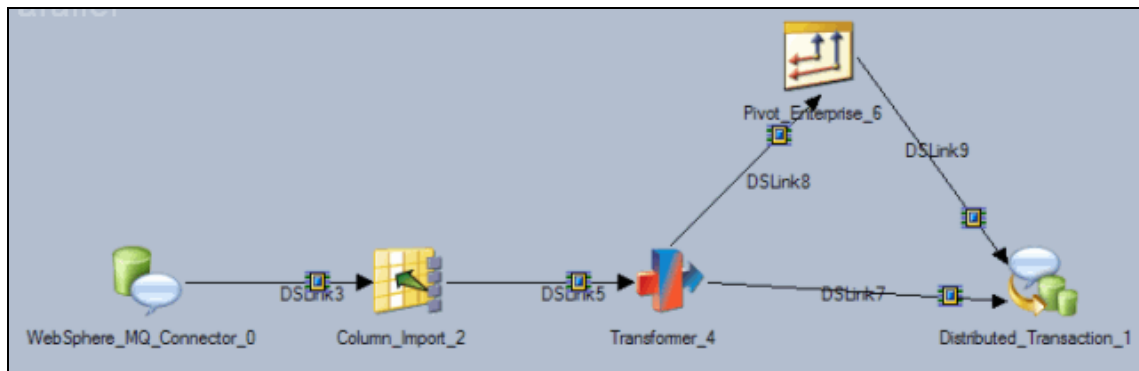 Pivot_Enterprise_6
DSLink9
DSLink8
DSLink3
DSLink5
DSLink7
WebSphere_MQ_Connector_0
Column_Import_2
Transformer_4
Distributed_Transaction_1